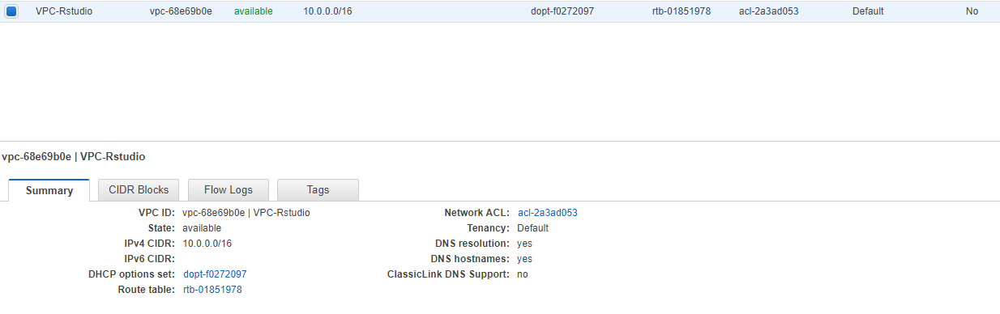 VPC-Rstudio vpc-68e69b0e available 10.0.0.0/16 dopt-f0272097 rtb-01851978 acl-2a3ad053 Default No
vpc-68e69b0e | VPC-Rstudio
Summary CIDR Blocks Flow Logs Tags
VPC ID: vpc-68e69b0e | VPC-Rstudio Network ACL: acl-2a3ad053
State: available Tenancy: Default
IPv4 CIDR: 10.0.0.0/16 DNS resolution: yes
IPv6 CIDR: DNS hostnames: yes
DHCP options set: dopt-f0272097 ClassicLink DNS Support: no
Route table: rtb-01851978